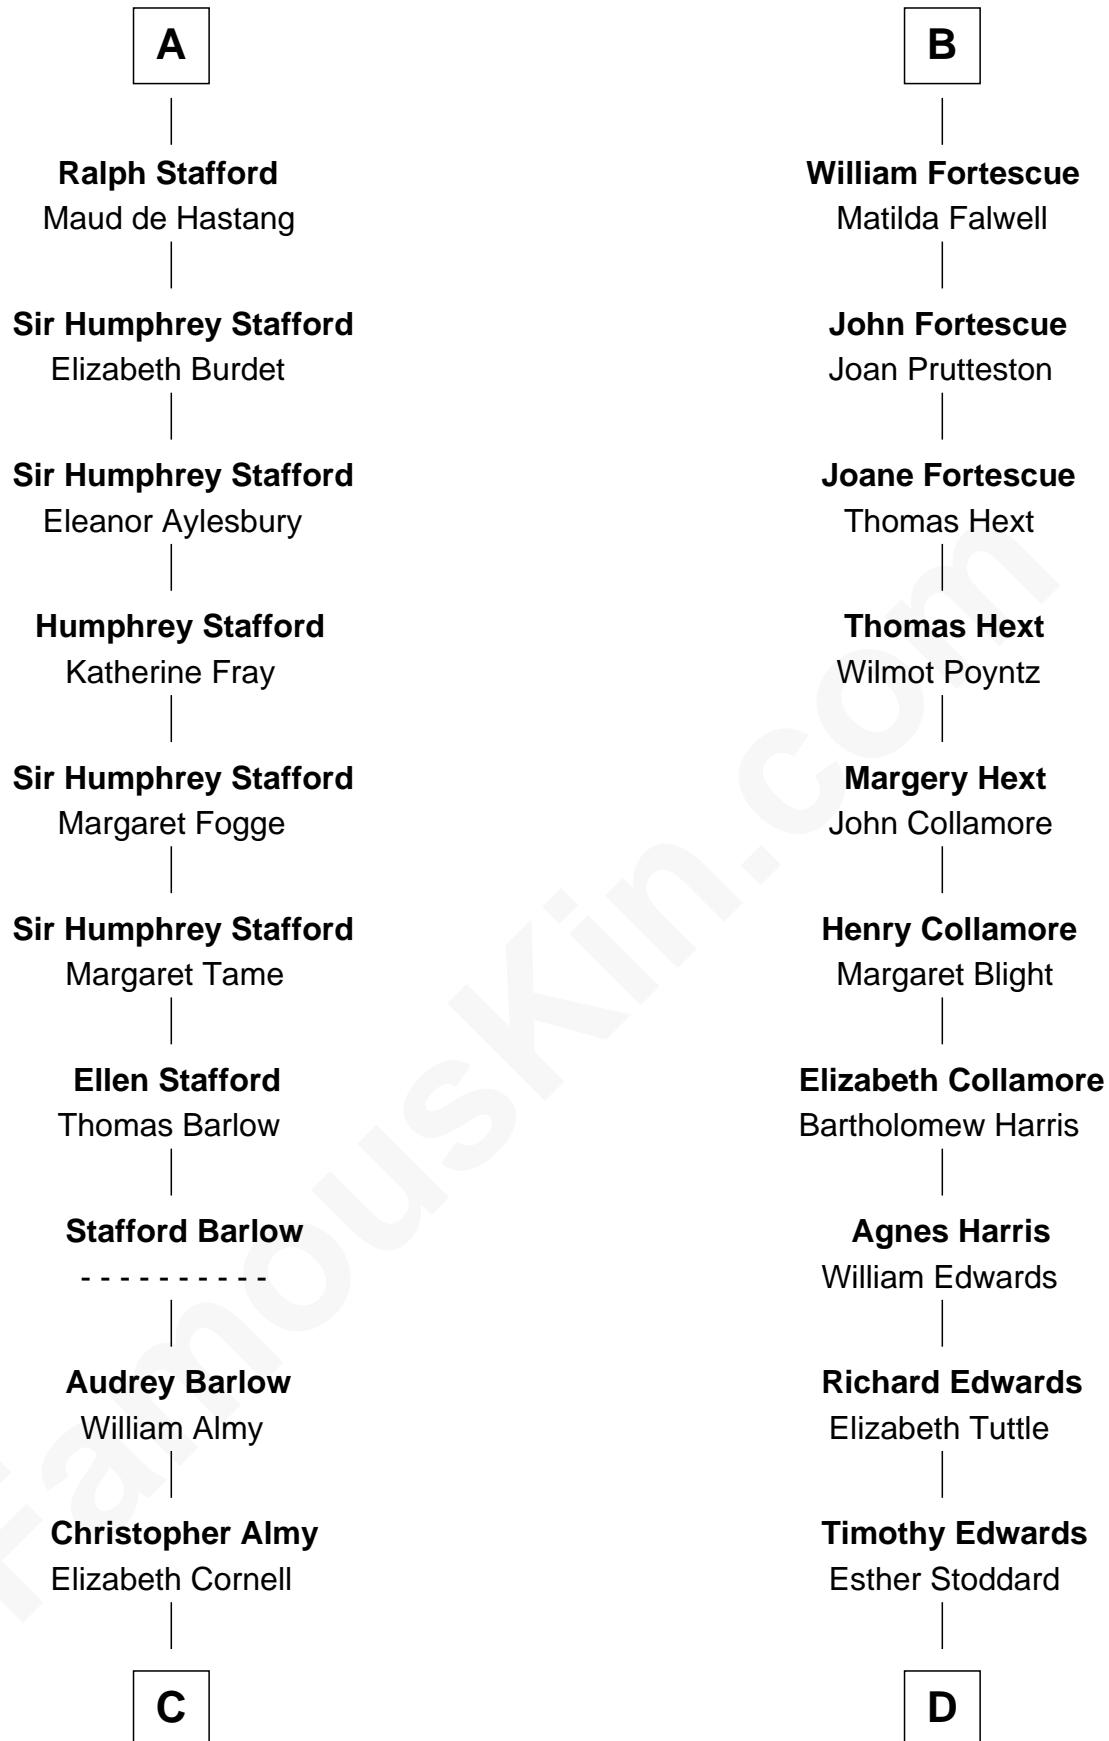 A
Ralph Stafford
Maud de Hastang
Sir Humphrey Stafford
Elizabeth Burdet
Sir Humphrey Stafford
Eleanor Aylesbury
Humphrey Stafford
Katherine Fray
Sir Humphrey Stafford
Margaret Fogge
Sir Humphrey Stafford
Margaret Tame
Ellen Stafford
Thomas Barlow
Stafford Barlow
- - - - - - - - - -
Audrey Barlow
William Almy
Christopher Almy
Elizabeth Cornell
C
B
William Fortescue
Matilda Falwell
John Fortescue
Joan Prutteston
Joane Fortescue
Thomas Hext
Thomas Hext
Wilmot Poyntz
Margery Hext
John Collamore
Henry Collamore
Margaret Blight
Elizabeth Collamore
Bartholomew Harris
Agnes Harris
William Edwards
Richard Edwards
Elizabeth Tuttle
Timothy Edwards
Esther Stoddard
D
FamousKin.com